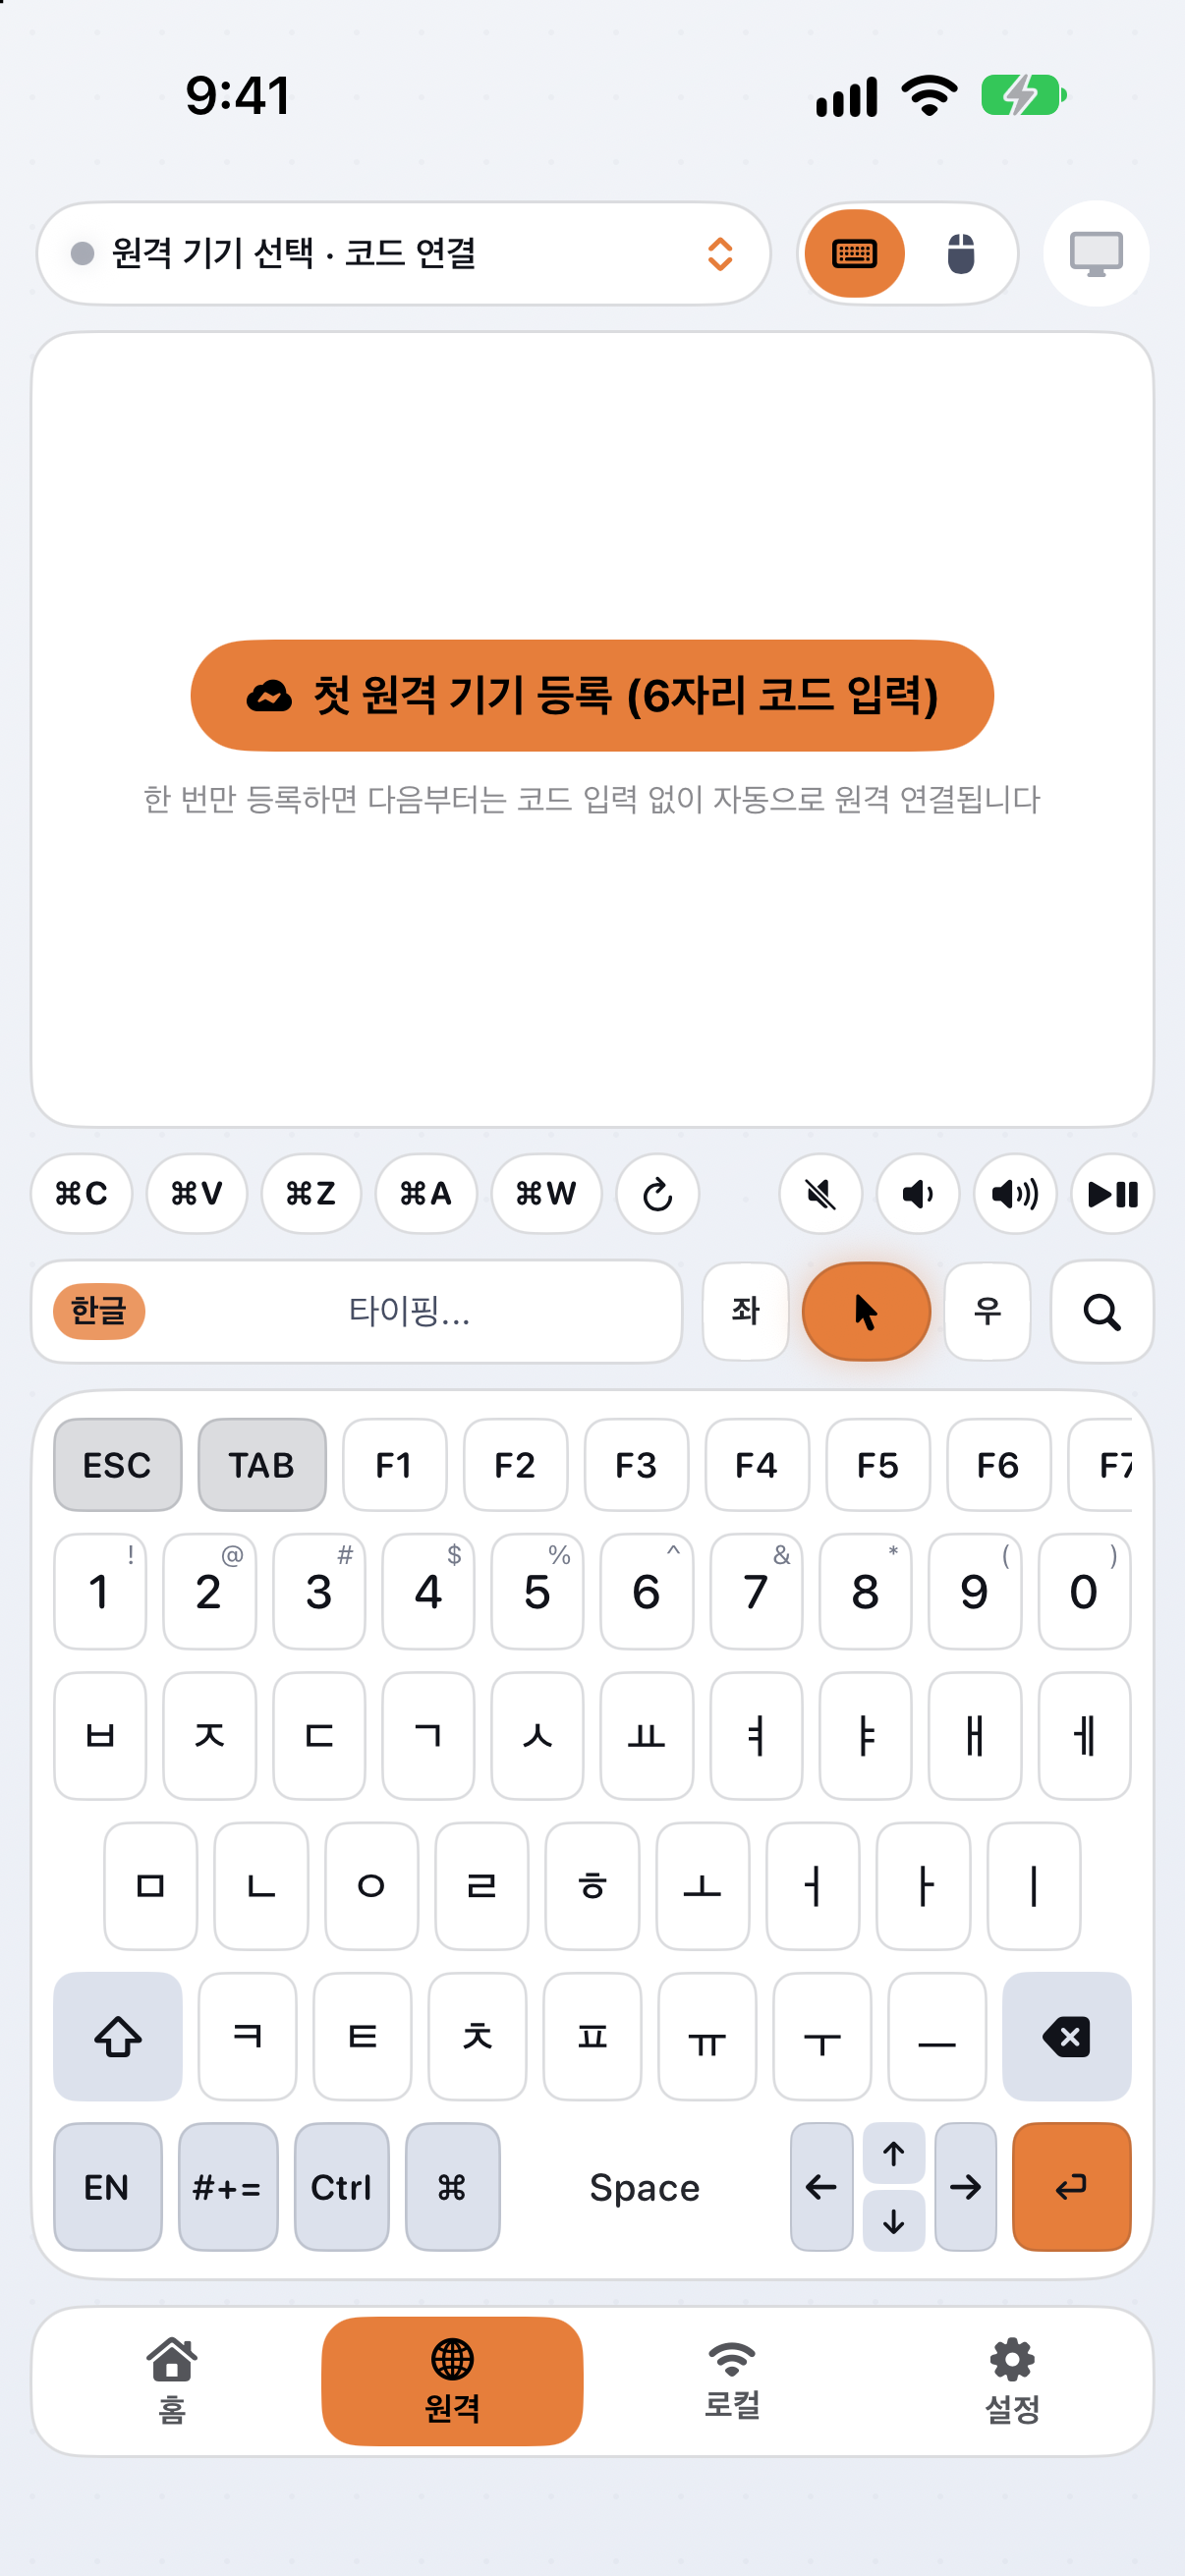 9:41
원격 기기 선택 · 코드 연결
첫 원격 기기 등록 (6자리 코드 입력)
한 번만 등록하면 다음부터는 코드 입력 없이 자동으로 원격 연결됩니다
⌘C ⌘V ⌘Z ⌘A ⌘W
한글 타이핑... 좌 우
ESC TAB F1 F2 F3 F4 F5 F6 F7
! @ # $ % ^ & * ( )
1 2 3 4 5 6 7 8 9 0
ㅂ ㅈ ㄷ ㄱ ㅅ ㅛ ㅕ ㅑ ㅐ ㅔ
ㅁ ㄴ ㅇ ㄹ ㅎ ㅗ ㅓ ㅏ ㅣ
ㅋ ㅌ ㅊ ㅍ ㅠ ㅜ ㅡ
EN #+= Ctrl ⌘ Space ← ↑ ↓ →
홈 원격 로컬 설정